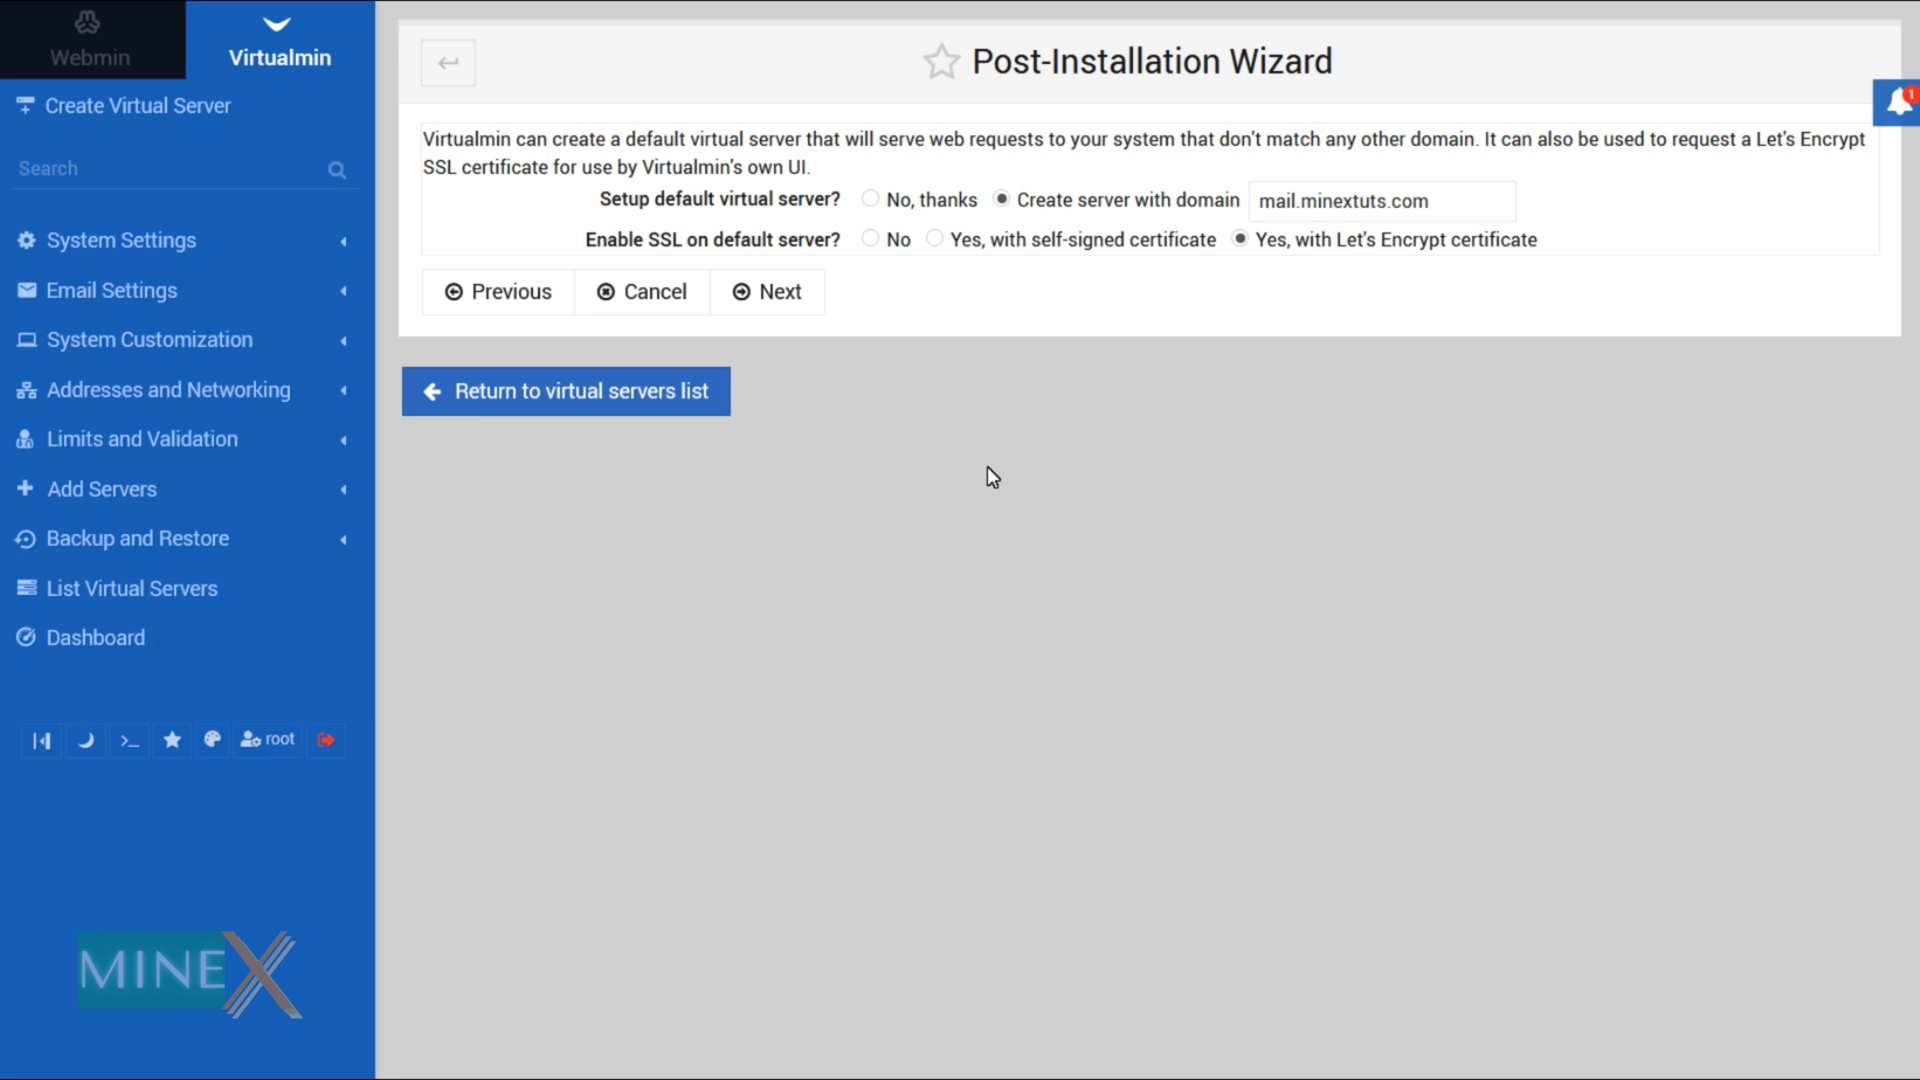 Webmin
Virtualmin
Create Virtual Server
Search
System Settings
Email Settings
System Customization
Addresses and Networking
Limits and Validation
Add Servers
Backup and Restore
List Virtual Servers
Dashboard
root
MINEX
Post-Installation Wizard
1
Virtualmin can create a default virtual server that will serve web requests to your system that don't match any other domain. It can also be used to request a Let's Encrypt
SSL certificate for use by Virtualmin's own UI.
Setup default virtual server? No, thanks Create server with domain mail.minextuts.com
Enable SSL on default server? No Yes, with self-signed certificate Yes, with Let's Encrypt certificate
Previous Cancel Next
Return to virtual servers list